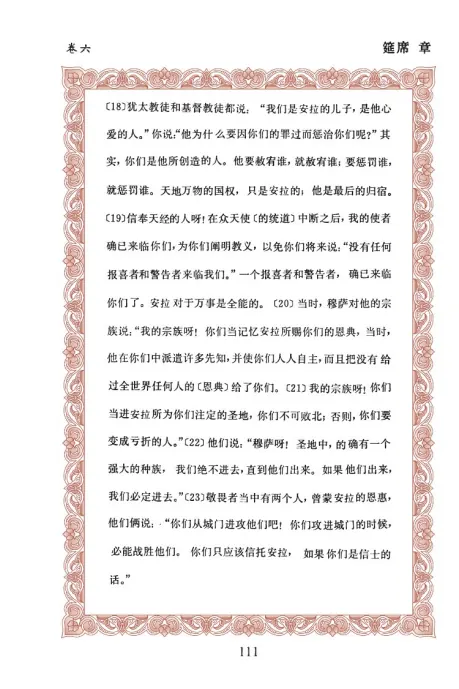 卷六
筵席 章
〔18〕犹太教徒和基督教徒都说：“我们是安拉的儿子，是他心
爱的人。”你说：“他为什么要因你们的罪过而惩治你们呢？”其
实，你们是他所创造的人。他要赦宥谁，就赦宥谁；要惩罚谁，
就惩罚谁。天地万物的国权，只是安拉的；他是最后的归宿。
〔19〕信奉天经的人呀！在众天使〔的统道〕中断之后，我的使者
确已来临你们，为你们阐明教义，以免你们将来说：“没有任何
报喜者和警告者来临我们。”一个报喜者和警告者，确已来临
你们了。安拉对于万事是全能的。〔20〕当时，穆萨对他的宗
族说：“我的宗族呀！你们当记忆安拉所赐你们的恩典，当时，
他在你们中派遣许多先知，并使你们人人自主，而且把没有给
过全世界任何人的〔恩典〕给了你们。〔21〕我的宗族呀！你们
当进安拉所为你们注定的圣地，你们不可败北；否则，你们要
变成亏折的人。”〔22〕他们说：“穆萨呀！圣地中，的确有一个
强大的种族，我们绝不进去，直到他们出来。如果他们出来，
我们必定进去。”〔23〕敬畏者当中有两个人，曾蒙安拉的恩惠，
他们俩说：“你们从城门进攻他们吧！你们攻进城门的时候，
必能战胜他们。你们只应该信托安拉，如果你们是信士的
话。”
111